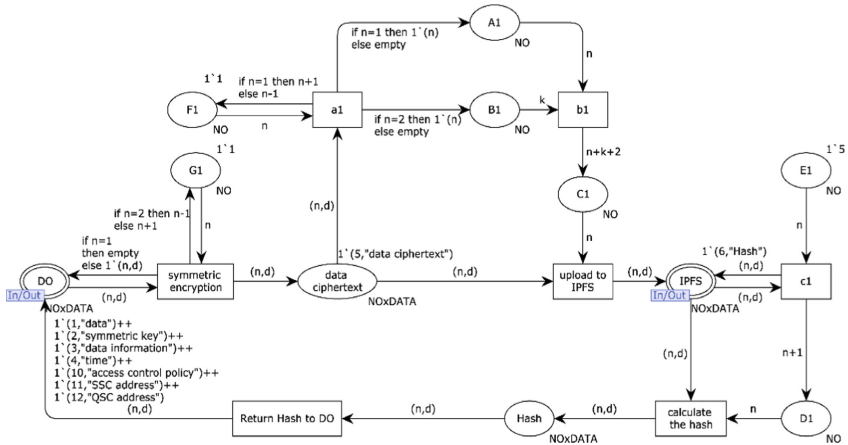 A1
NO
if n=1 then 1`(n)
else empty
n
1`1
if n=1 then n+1
else n-1
F1
NO
n
a1
if n=2 then 1`(n)
else empty
B1
NO
k
b1
1`1
G1
NO
n+k+2
C1
NO
1`5
E1
NO
if n=2 then n-1
else n+1
n
(n,d)
n
n
if n=1
then empty
else 1`(n,d)
DO
In/Out
NOxDATA
(n,d)
symmetric
encryption
(n,d)
1`(5,"data ciphertext")
data
ciphertext
NOxDATA
(n,d)
upload to
IPFS
(n,d)
1`(6,"Hash")
(n,d)
IPFS
In/Out
NOxDATA
(n,d)
c1
1`(1,"data")++
1`(2,"symmetric key")++
1`(3,"data information")++
1`(4,"time")++
1`(10,"access control policy")++
1`(11,"SSC address")++
1`(12,"QSC address")
(n,d)
(n,d)
n+1
Return Hash to DO
(n,d)
Hash
NOxDATA
(n,d)
calculate
the hash
n
D1
NO